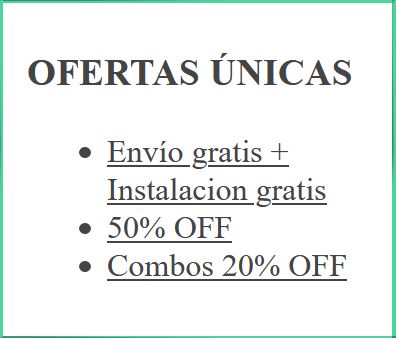 OFERTAS ÚNICAS
Envío gratis +
Instalacion gratis
50% OFF
Combos 20% OFF